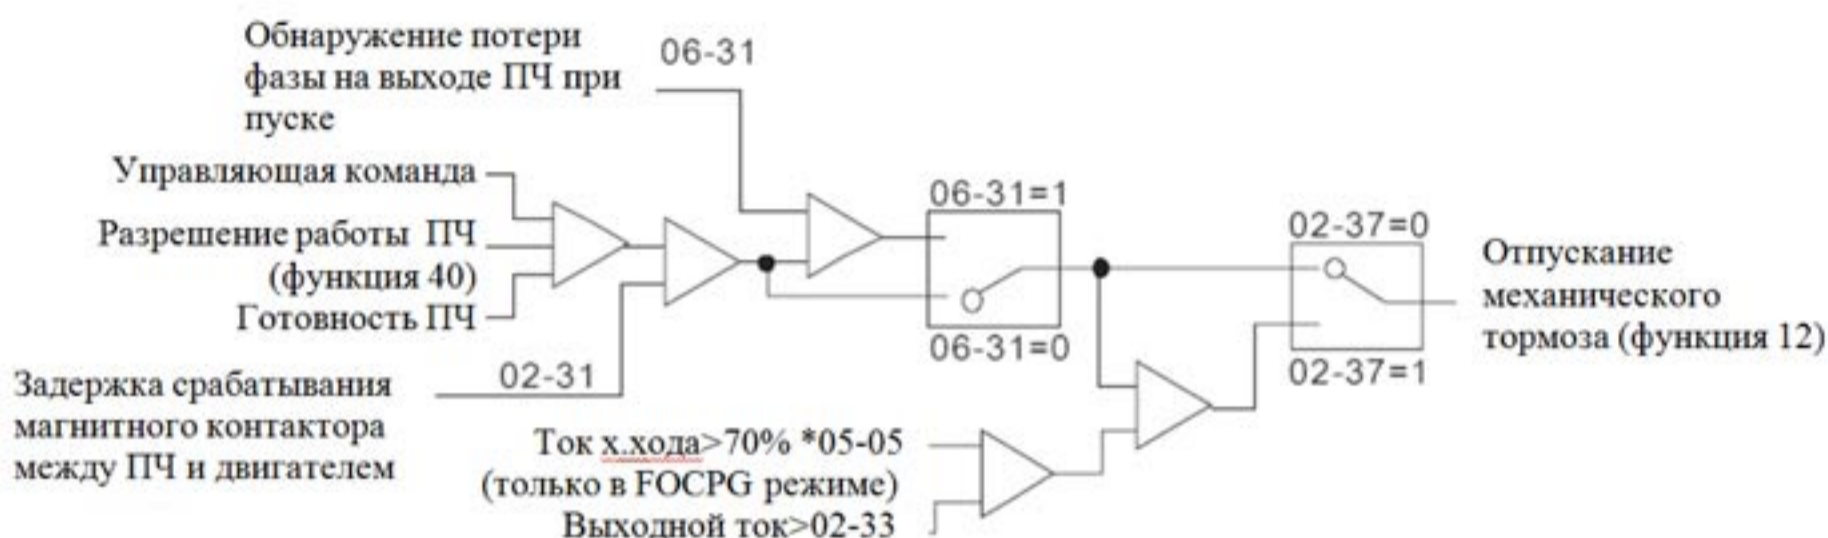 Обнаружение потери
фазы на выходе ПЧ при
пуске
06-31
Управляющая команда
Разрешение работы ПЧ
(функция 40)
Готовность ПЧ
02-31
Задержка срабатывания
магнитного контактора
между ПЧ и двигателем
06-31=1
06-31=0
02-37=0
02-37=1
Отпускание
механического
тормоза (функция 12)
Ток х.хода>70% *05-05
(только в FOCPG режиме)
Выходной ток>02-33